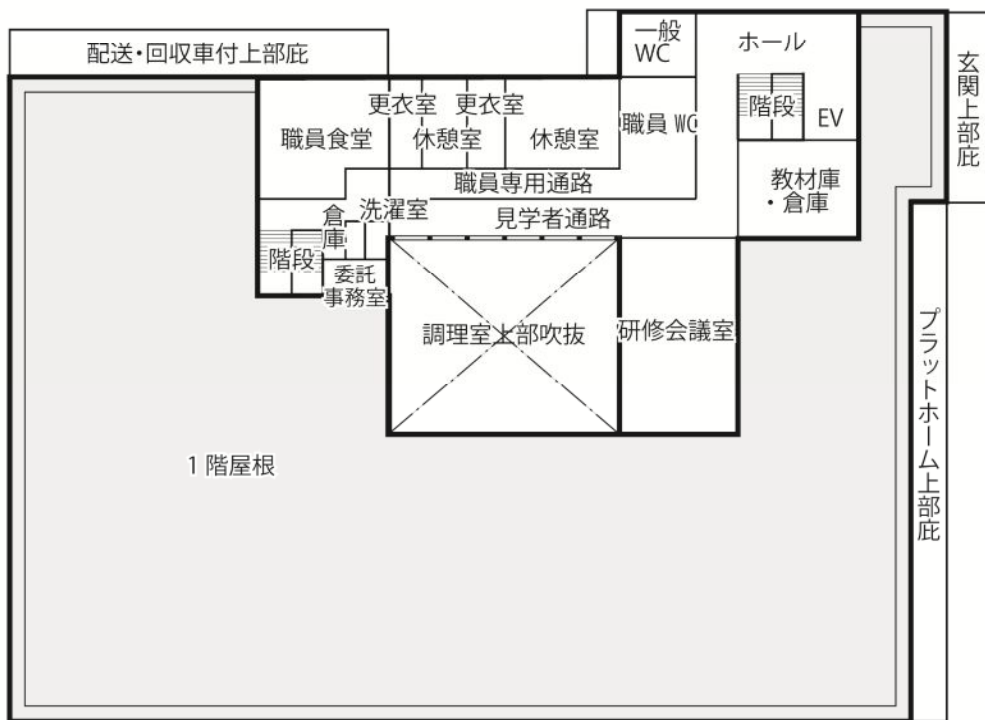 配送・回収車付上部庇
一般
WC
ホール
玄関上部庇
階段
EV
更衣室
更衣室
職員食堂
休憩室
休憩室
職員 WC
職員専用通路
教材庫
・倉庫
倉庫
洗濯室
見学者通路
階段
委託
事務室
調理室上部吹抜
研修会議室
プラットホーム上部庇
1 階屋根